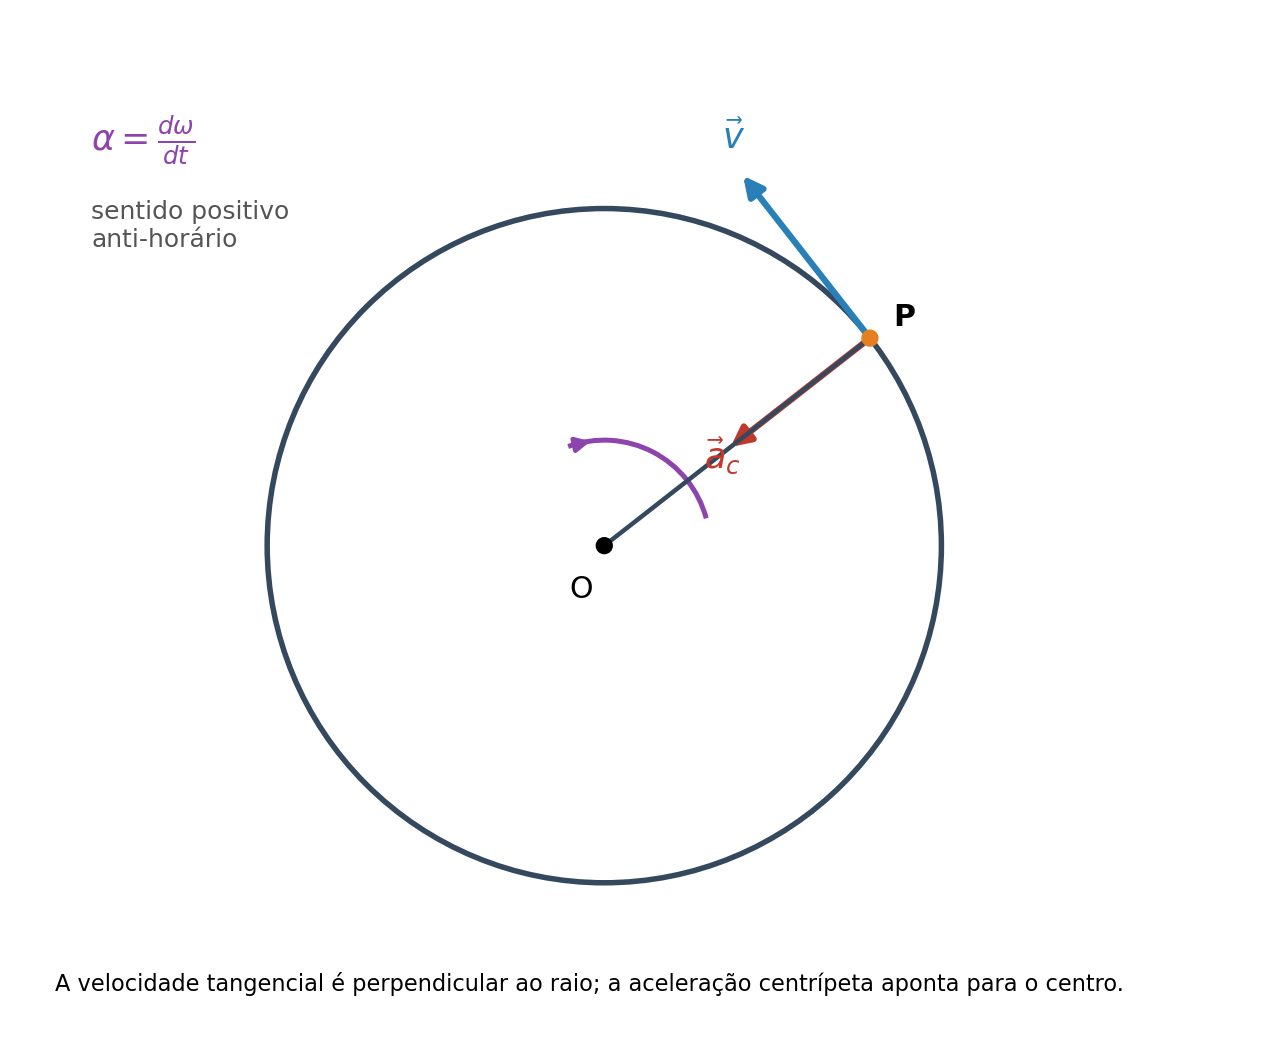 α = dω/dt
sentido positivo
anti-horário
v⃗
P
a⃗c
O
A velocidade tangencial é perpendicular ao raio; a aceleração centrípeta aponta para o centro.